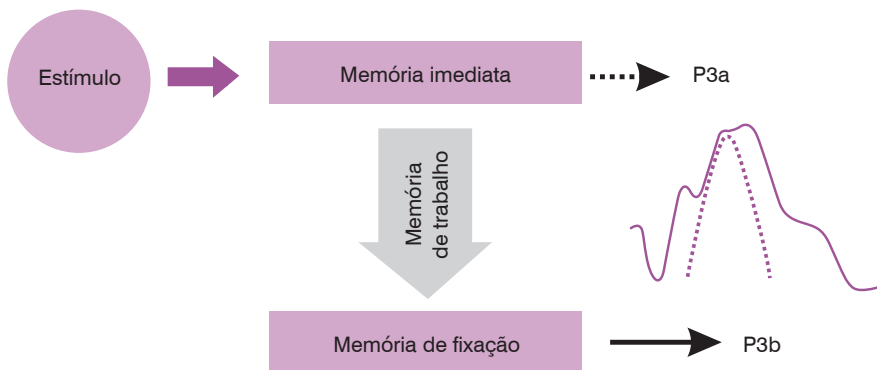 Estímulo
Memória imediata
P3a
Memória
de trabalho
Memória de fixação
P3b